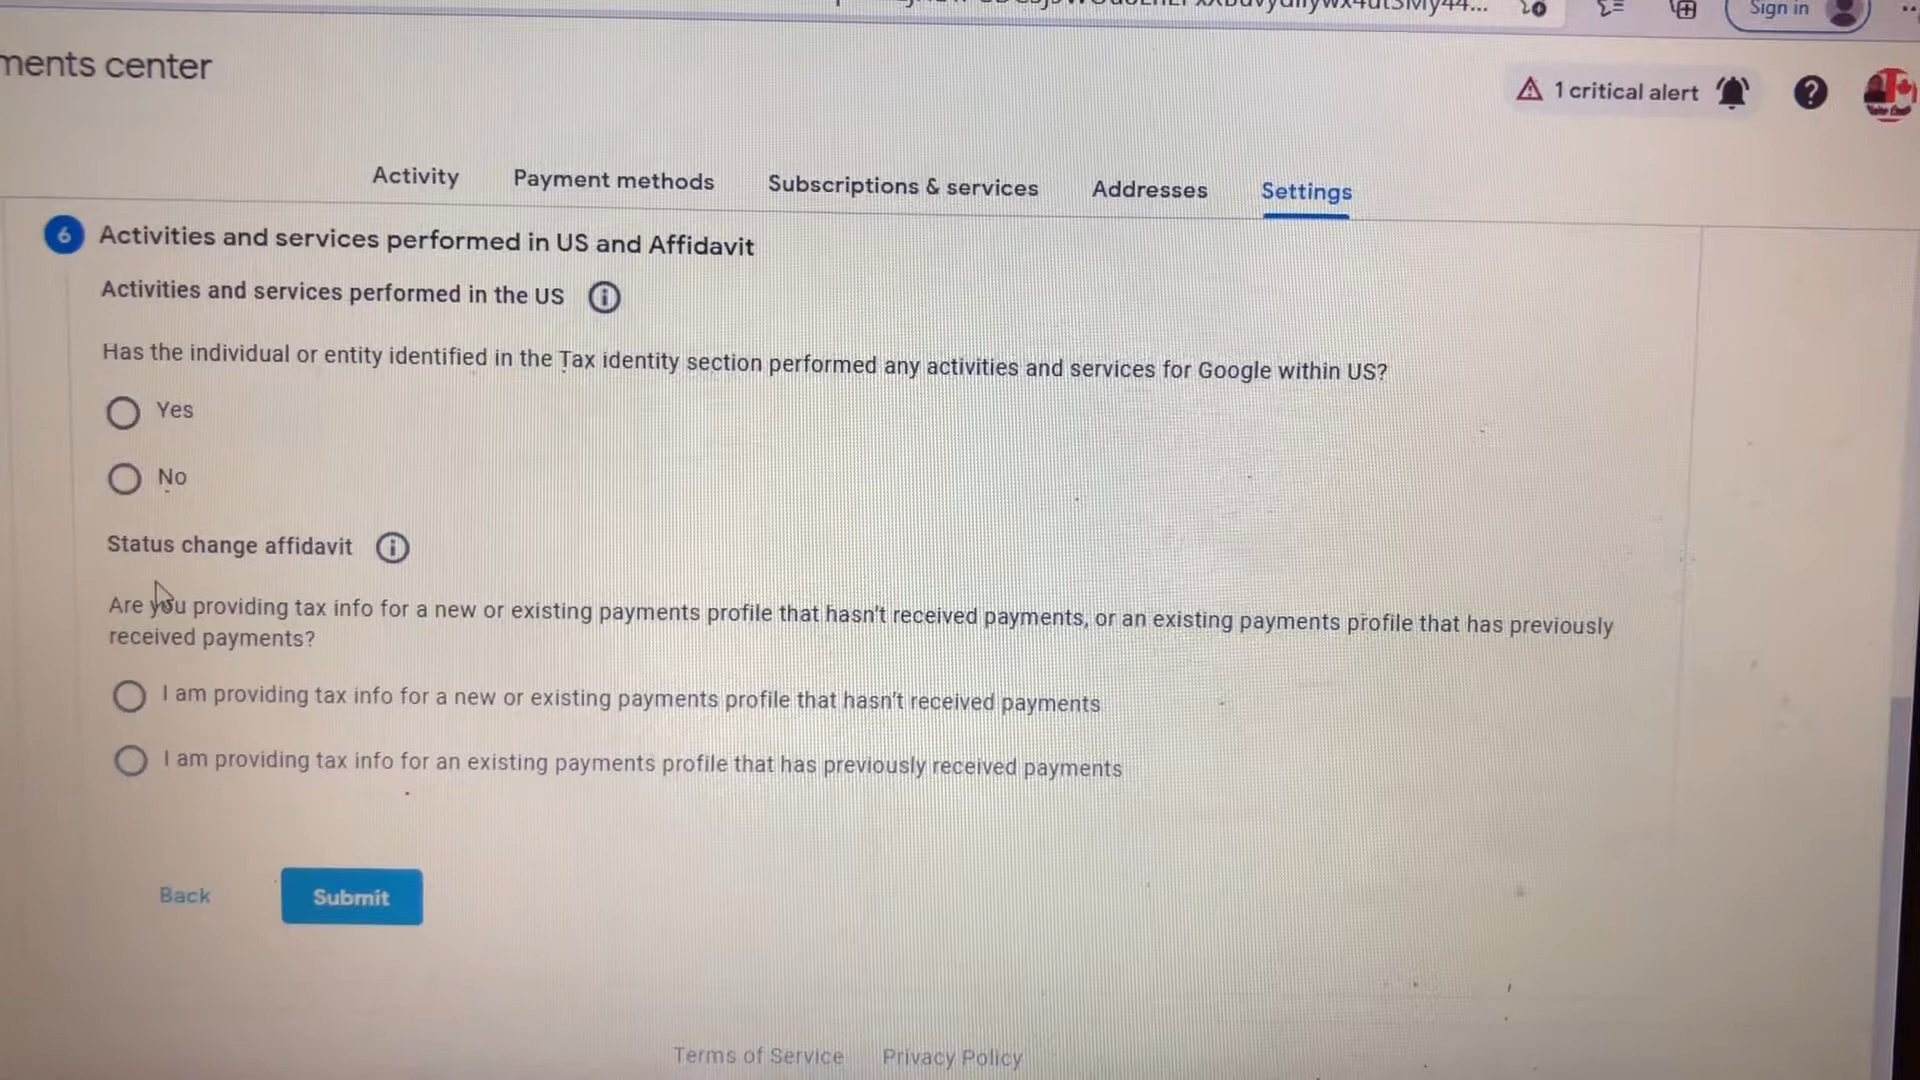 Sign in
ments center
1 critical alert
Activity Payment methods Subscriptions & services Addresses Settings
6 Activities and services performed in US and Affidavit
Activities and services performed in the US
Has the individual or entity identified in the Tax identity section performed any activities and services for Google within US?
Yes
No
Status change affidavit
Are you providing tax info for a new or existing payments profile that hasn't received payments, or an existing payments profile that has previously
received payments?
I am providing tax info for a new or existing payments profile that hasn't received payments
I am providing tax info for an existing payments profile that has previously received payments
Back Submit
Terms of Service Privacy Policy